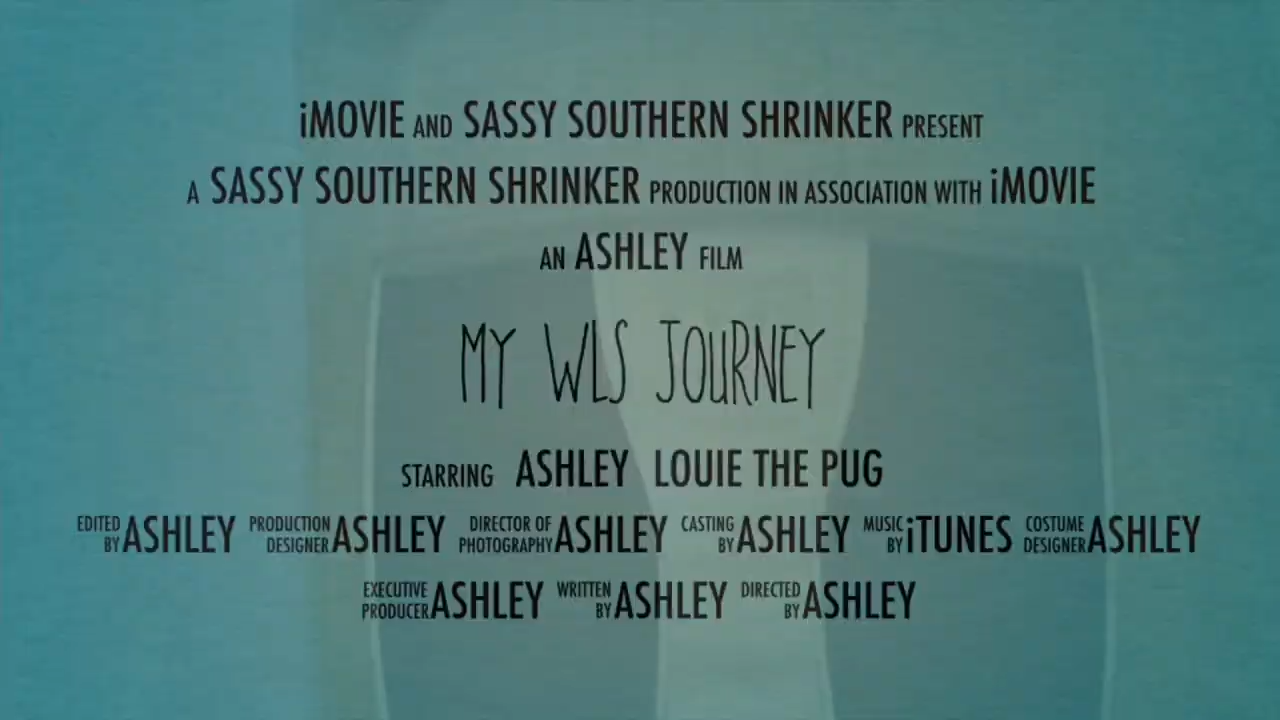 iMOVIE AND SASSY SOUTHERN SHRINKER PRESENT
A SASSY SOUTHERN SHRINKER PRODUCTION IN ASSOCIATION WITH iMOVIE
AN ASHLEY FILM
MY WLS JOURNEY
STARRING ASHLEY LOUIE THE PUG
EDITED BY ASHLEY PRODUCTION DESIGNER ASHLEY DIRECTOR OF PHOTOGRAPHY ASHLEY CASTING BY ASHLEY MUSIC BY iTUNES COSTUME DESIGNER ASHLEY
EXECUTIVE PRODUCER ASHLEY WRITTEN BY ASHLEY DIRECTED BY ASHLEY